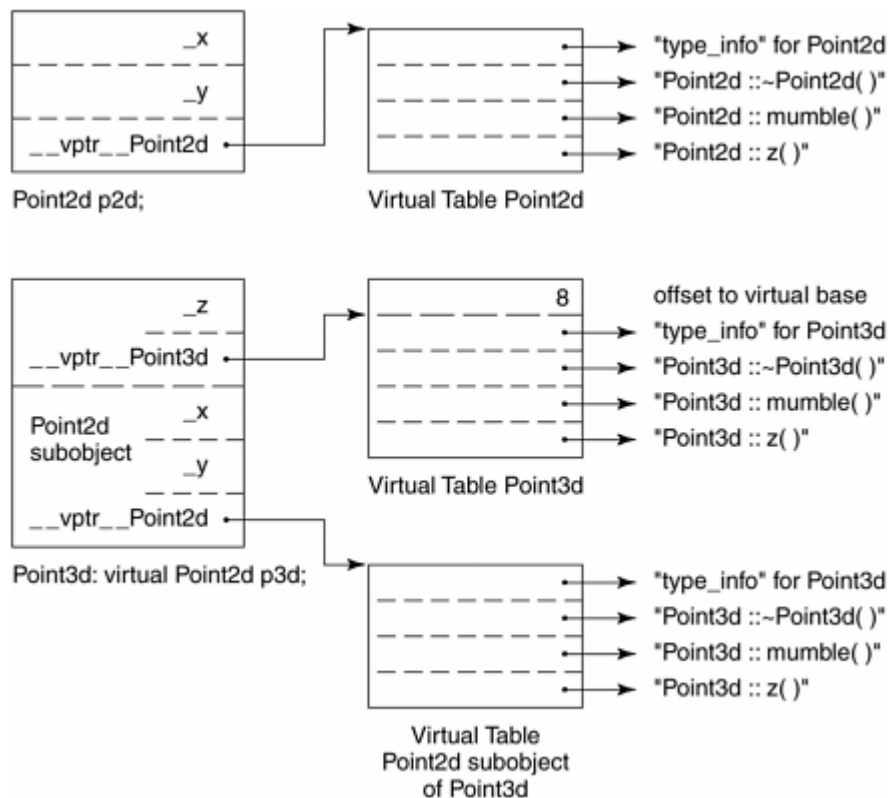 _x
_y
__vptr__Point2d
Point2d p2d;
"type_info" for Point2d
"Point2d ::~Point2d( )"
"Point2d :: mumble( )"
"Point2d :: z( )"
Virtual Table Point2d
_z
__vptr__Point3d
Point2d
subobject
_x
_y
__vptr__Point2d
Point3d: virtual Point2d p3d;
8
offset to virtual base
"type_info" for Point3d
"Point3d ::~Point3d( )"
"Point3d :: mumble( )"
"Point3d :: z( )"
Virtual Table Point3d
"type_info" for Point3d
"Point3d ::~Point3d( )"
"Point3d :: mumble( )"
"Point3d :: z( )"
Virtual Table
Point2d subobject
of Point3d